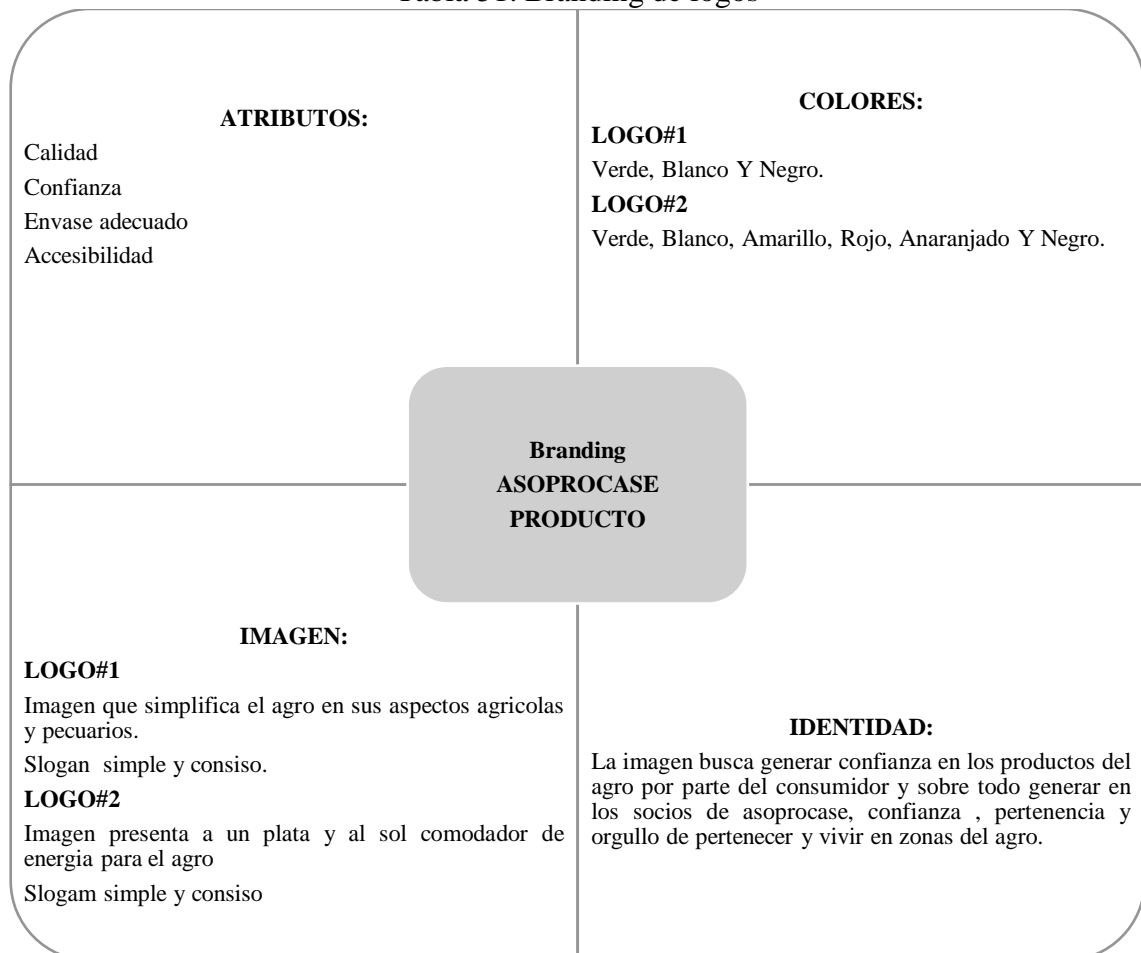 Tabla 31: Branding de logos
ATRIBUTOS:
Calidad
Confianza
Envase adecuado
Accesibilidad
COLORES:
LOGO#1
Verde, Blanco Y Negro.
LOGO#2
Verde, Blanco, Amarillo, Rojo, Anaranjado Y Negro.
Branding
ASOPROCASE
PRODUCTO
IMAGEN:
LOGO#1
Imagen que simplifica el agro en sus aspectos agricolas
y pecuarios.
Slogan simple y consiso.
LOGO#2
Imagen presenta a un plata y al sol comodador de
energia para el agro
Slogam simple y consiso
IDENTIDAD:
La imagen busca generar confianza en los productos del
agro por parte del consumidor y sobre todo generar en
los socios de asoprocase, confianza , pertenencia y
orgullo de pertenecer y vivir en zonas del agro.